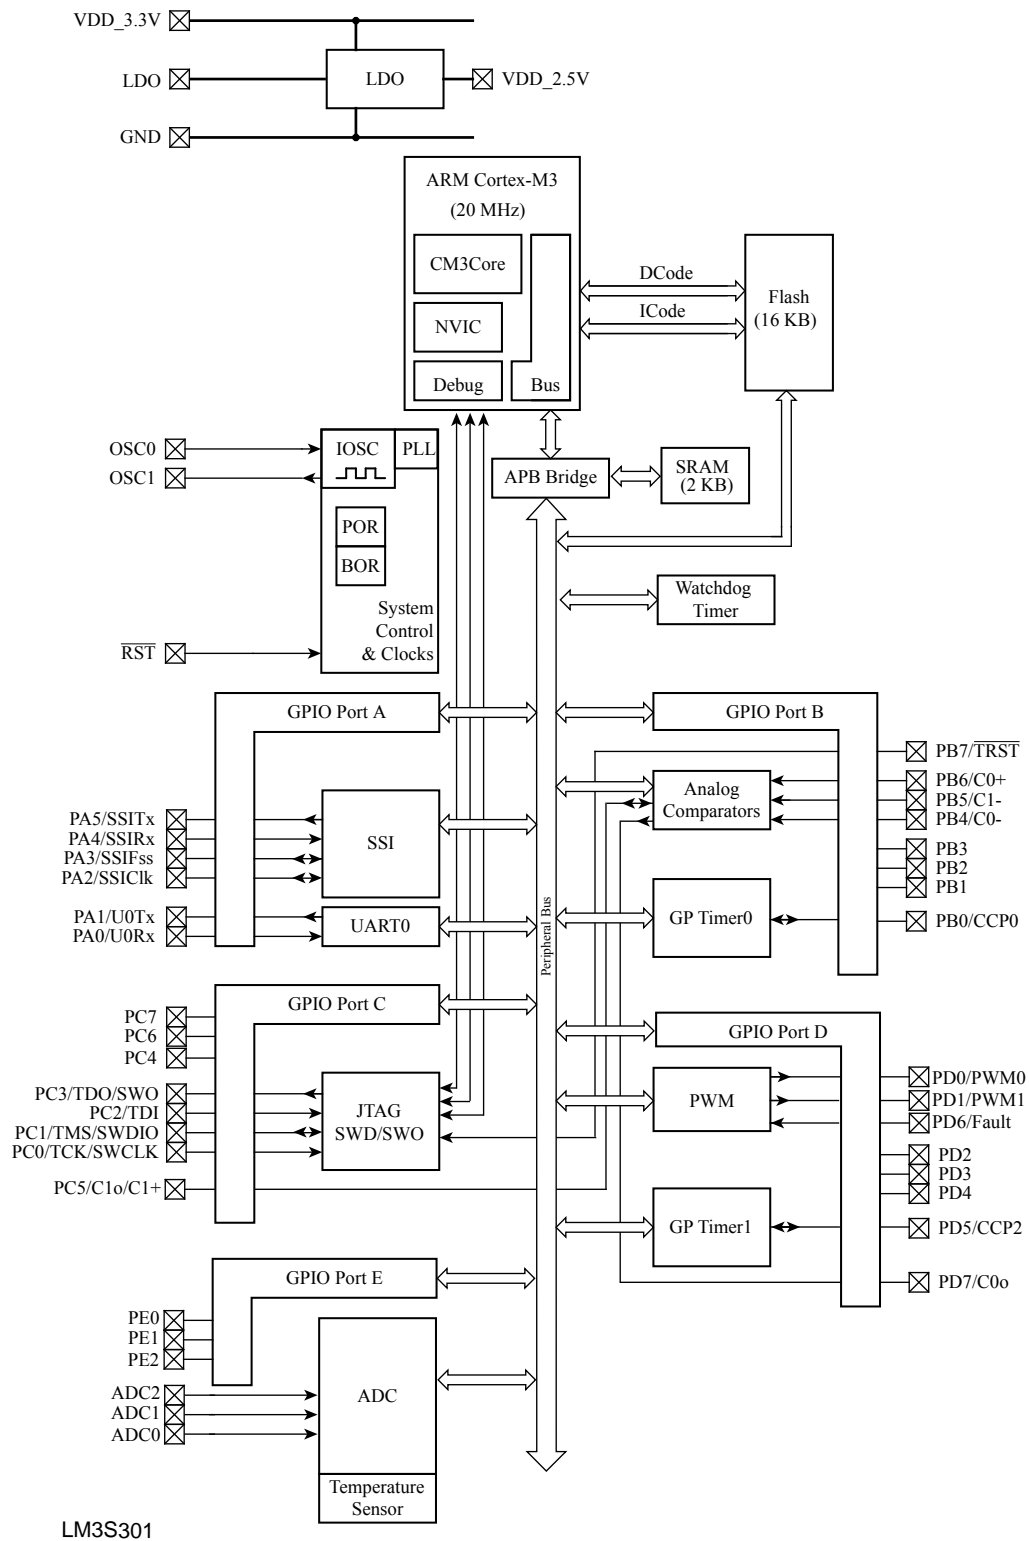 VDD_3.3V
LDO
LDO
VDD_2.5V
GND
ARM Cortex-M3
(20 MHz)
CM3Core
NVIC
Debug
Bus
DCode
ICode
Flash
(16 KB)
OSC0
OSC1
IOSC
PLL
POR
BOR
System
Control
& Clocks
RST
APB Bridge
SRAM
(2 KB)
Watchdog
Timer
GPIO Port A
PA5/SSITx
PA4/SSIRx
PA3/SSIFss
PA2/SSIClk
SSI
PA1/U0Tx
PA0/U0Rx
UART0
Peripheral Bus
GPIO Port B
PB7/TRST
Analog
Comparators
PB6/C0+
PB5/C1-
PB4/C0-
PB3
PB2
PB1
GP Timer0
PB0/CCP0
GPIO Port C
PC7
PC6
PC4
PC3/TDO/SWO
PC2/TDI
PC1/TMS/SWDIO
PC0/TCK/SWCLK
JTAG
SWD/SWO
PC5/C1o/C1+
GPIO Port D
PWM
PD0/PWM0
PD1/PWM1
PD6/Fault
PD2
PD3
PD4
GP Timer1
PD5/CCP2
PD7/C0o
GPIO Port E
PE0
PE1
PE2
ADC2
ADC1
ADC0
ADC
Temperature
Sensor
LM3S301